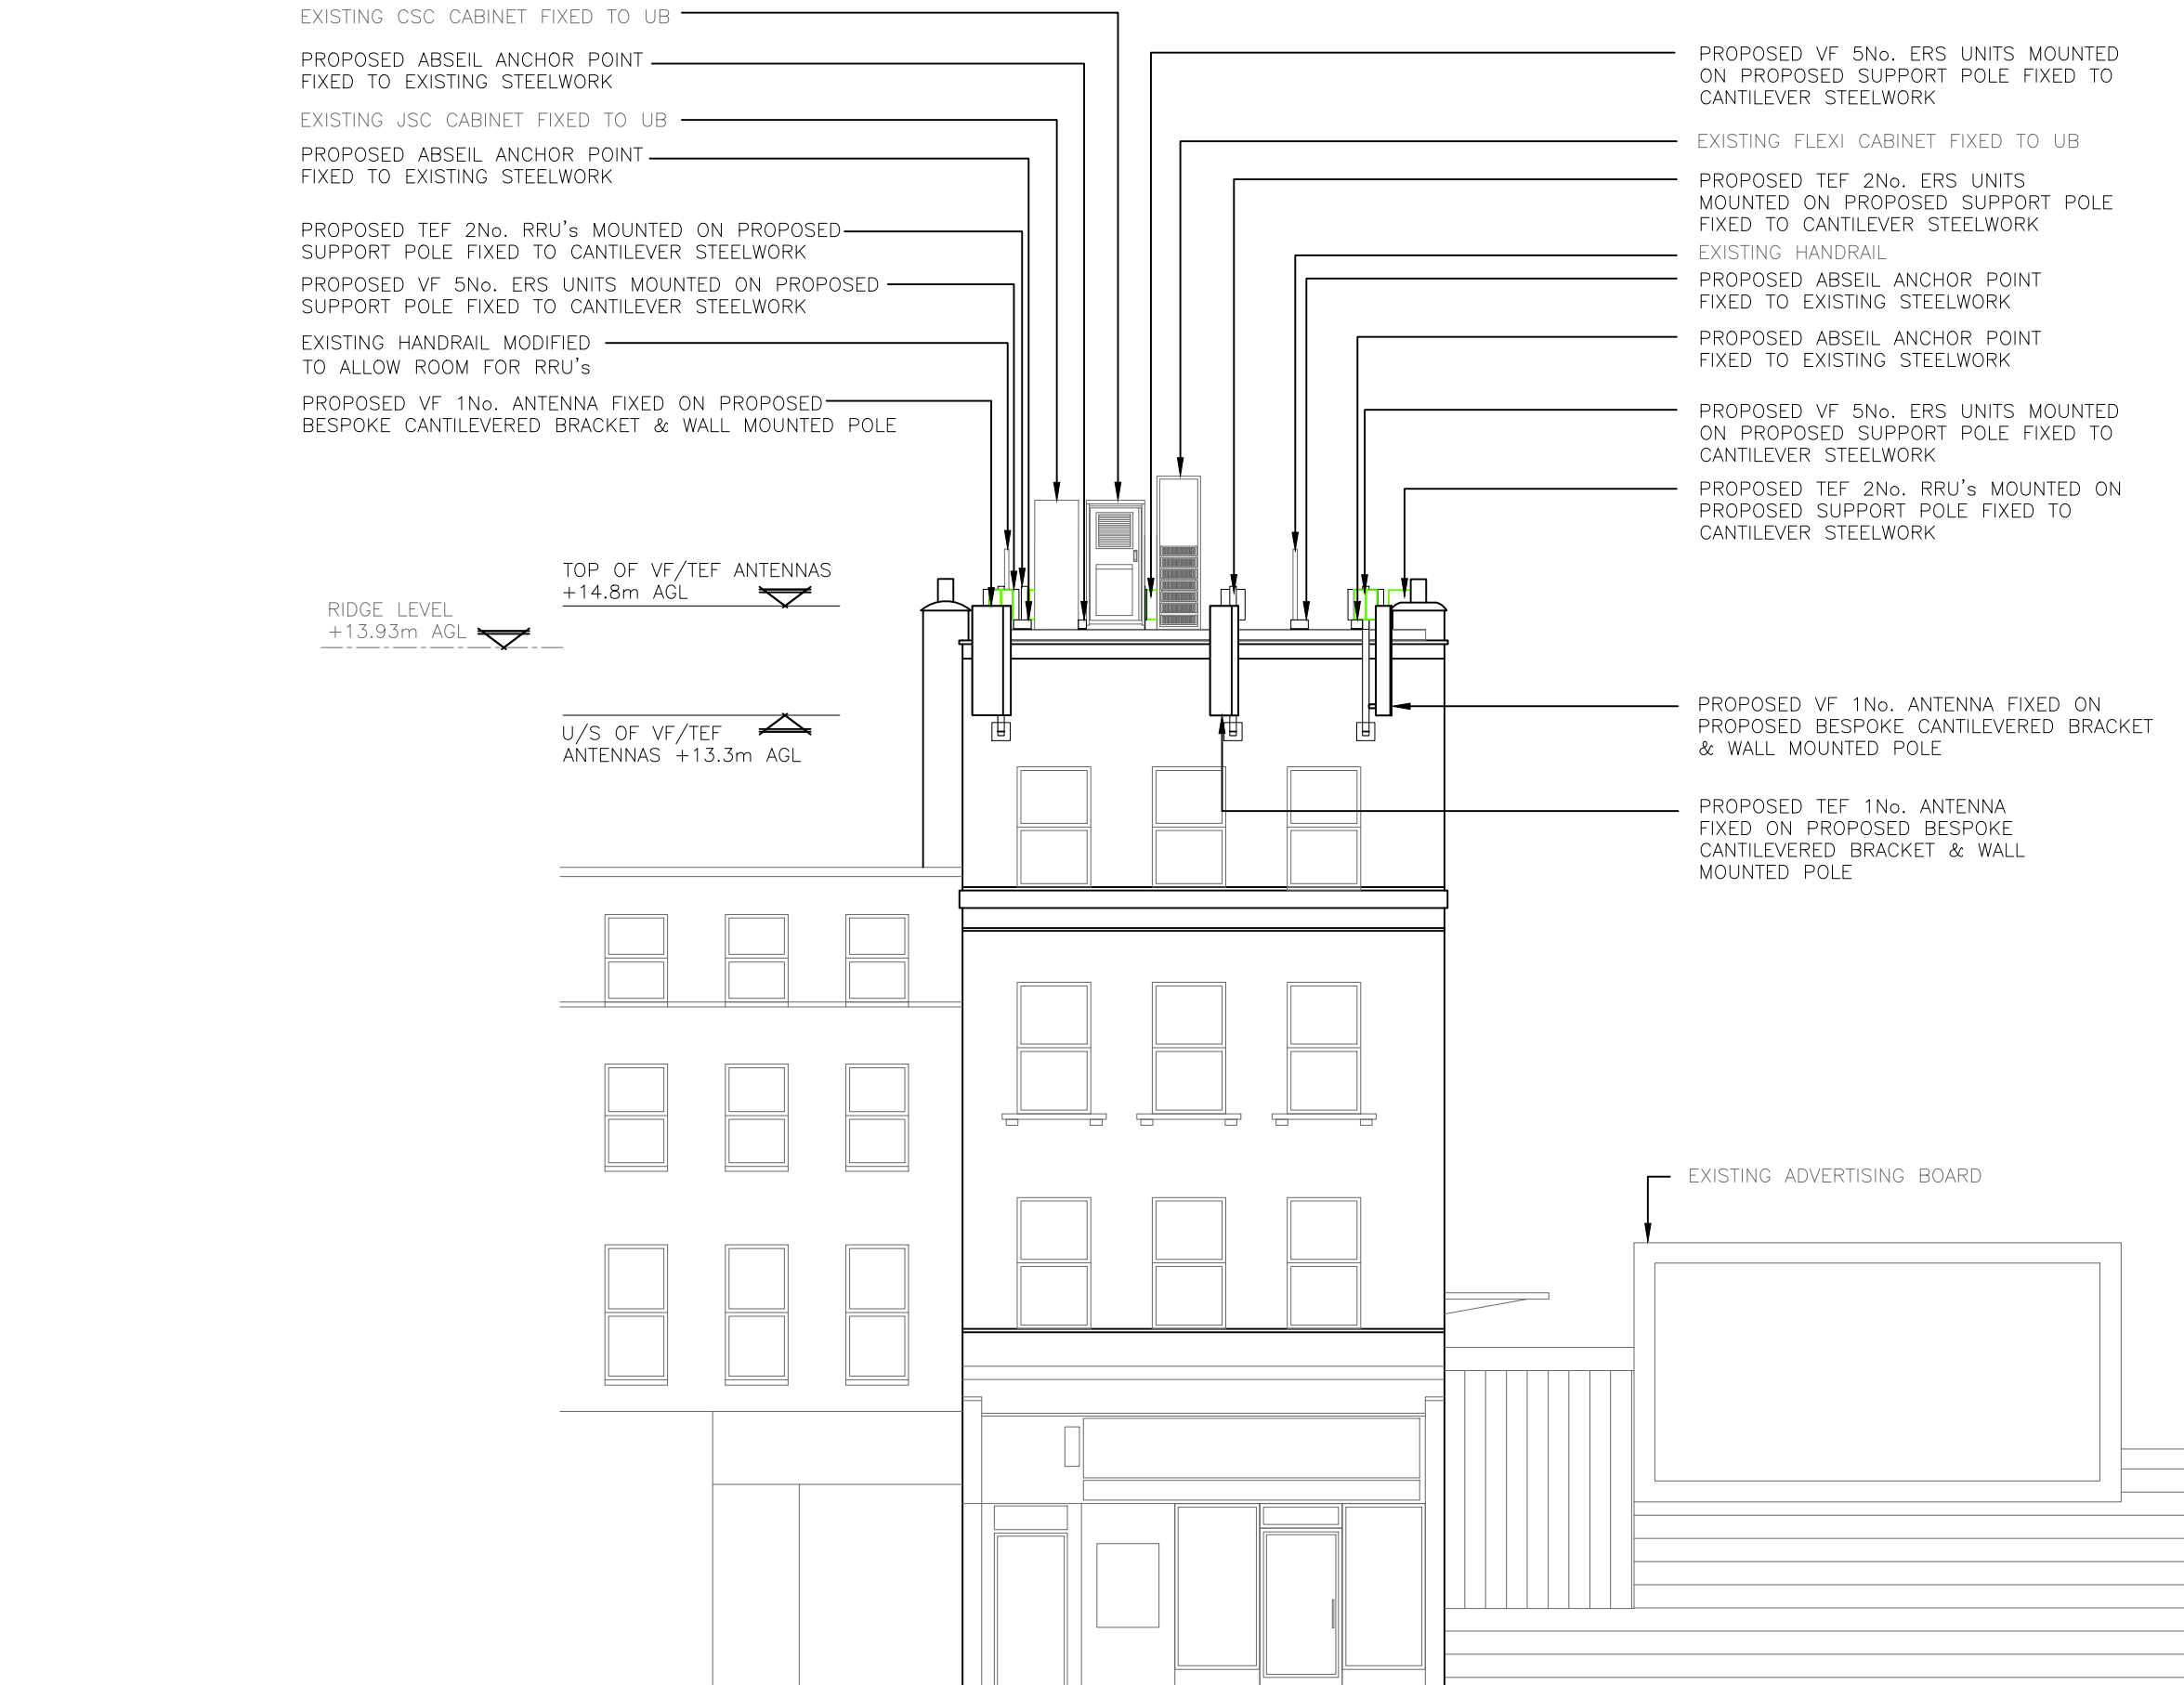 EXISTING CSC CABINET FIXED TO UB
PROPOSED ABSEIL ANCHOR POINT
FIXED TO EXISTING STEELWORK
EXISTING JSC CABINET FIXED TO UB
PROPOSED ABSEIL ANCHOR POINT
FIXED TO EXISTING STEELWORK
PROPOSED TEF 2No. RRU's MOUNTED ON PROPOSED
SUPPORT POLE FIXED TO CANTILEVER STEELWORK
PROPOSED VF 5No. ERS UNITS MOUNTED ON PROPOSED
SUPPORT POLE FIXED TO CANTILEVER STEELWORK
EXISTING HANDRAIL MODIFIED
TO ALLOW ROOM FOR RRU's
PROPOSED VF 1No. ANTENNA FIXED ON PROPOSED
BESPOKE CANTILEVERED BRACKET & WALL MOUNTED POLE
TOP OF VF/TEF ANTENNAS
+14.8m AGL
RIDGE LEVEL
+13.93m AGL
U/S OF VF/TEF
ANTENNAS +13.3m AGL
PROPOSED VF 5No. ERS UNITS MOUNTED
ON PROPOSED SUPPORT POLE FIXED TO
CANTILEVER STEELWORK
EXISTING FLEXI CABINET FIXED TO UB
PROPOSED TEF 2No. ERS UNITS
MOUNTED ON PROPOSED SUPPORT POLE
FIXED TO CANTILEVER STEELWORK
EXISTING HANDRAIL
PROPOSED ABSEIL ANCHOR POINT
FIXED TO EXISTING STEELWORK
PROPOSED ABSEIL ANCHOR POINT
FIXED TO EXISTING STEELWORK
PROPOSED VF 5No. ERS UNITS MOUNTED
ON PROPOSED SUPPORT POLE FIXED TO
CANTILEVER STEELWORK
PROPOSED TEF 2No. RRU's MOUNTED ON
PROPOSED SUPPORT POLE FIXED TO
CANTILEVER STEELWORK
PROPOSED VF 1No. ANTENNA FIXED ON
PROPOSED BESPOKE CANTILEVERED BRACKET
& WALL MOUNTED POLE
PROPOSED TEF 1No. ANTENNA
FIXED ON PROPOSED BESPOKE
CANTILEVERED BRACKET & WALL
MOUNTED POLE
EXISTING ADVERTISING BOARD